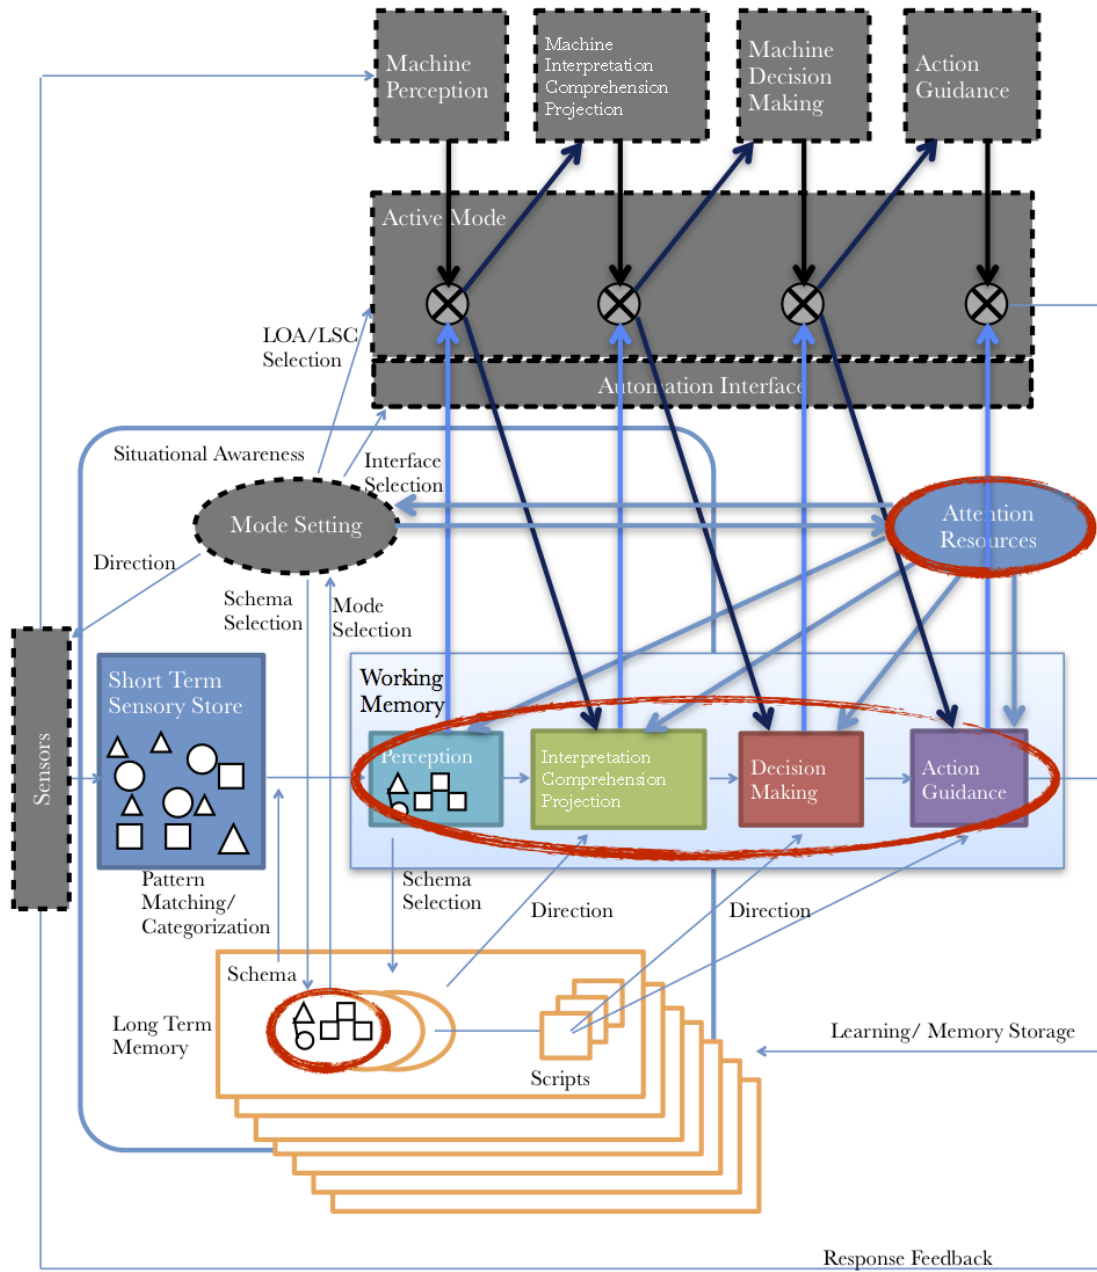 Machine
Perception
Machine
Interpretation
Comprehension
Projection
Machine
Decision
Making
Action
Guidance
Active Mode
LOA/LSC
Selection
Automation Interface
Situational Awareness
Interface
Selection
Mode Setting
Attention
Resources
Direction
Schema
Selection
Mode
Selection
Sensors
Short Term
Sensory Store
Working
Memory
Perception
Interpretation
Comprehension
Projection
Decision
Making
Action
Guidance
Pattern
Matching/
Categorization
Schema
Selection
Direction
Direction
Schema
Long Term
Memory
Scripts
Learning/ Memory Storage
Response Feedback